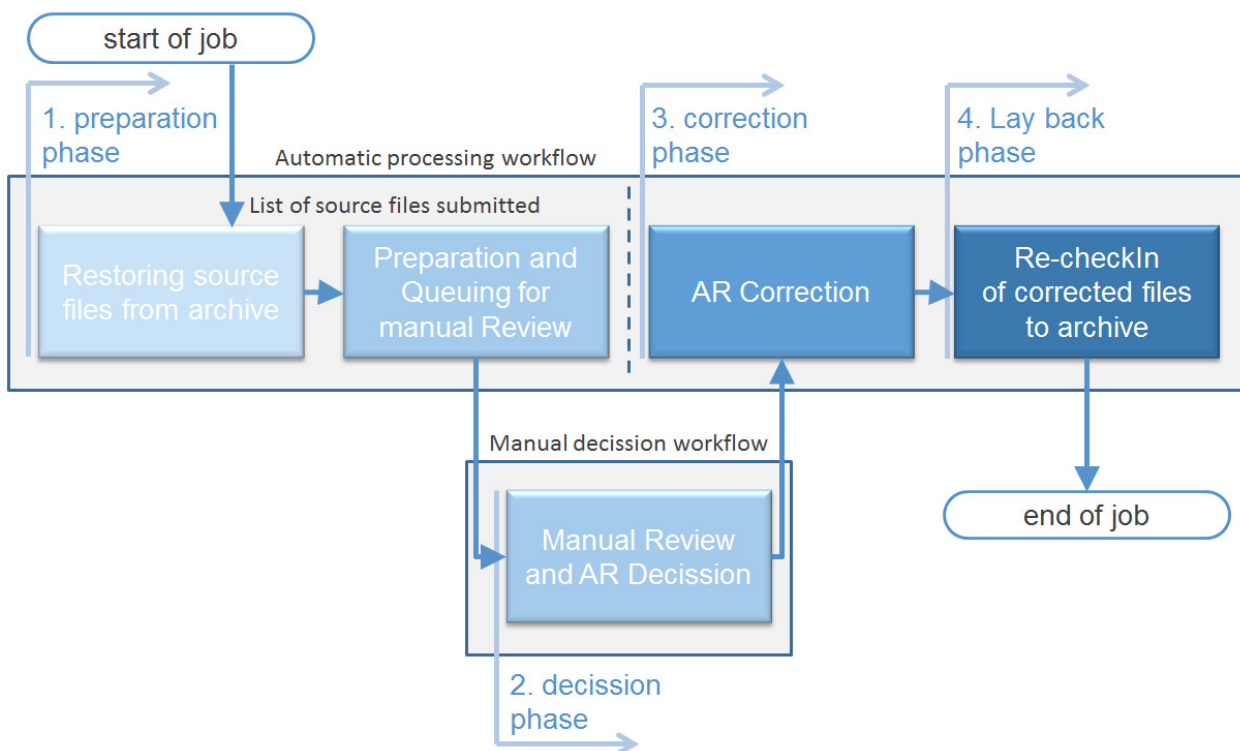 start of job
1. preparation
phase
3. correction
phase
4. Lay back
phase
Automatic processing workflow
List of source files submitted
Restoring source
files from archive
Preparation and
Queuing for
manual Review
AR Correction
Re-checkIn
of corrected files
to archive
Manual decission workflow
Manual Review
and AR Decission
end of job
2. decission
phase